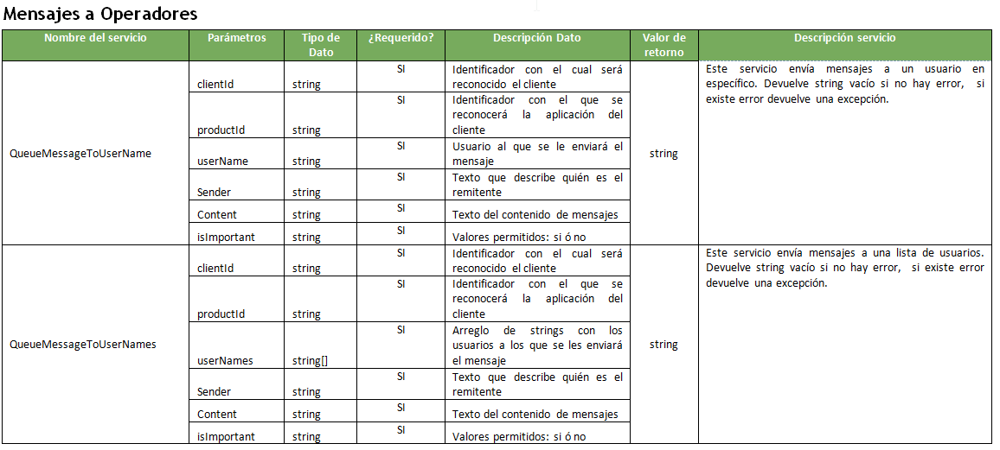 Mensajes a Operadores
Nombre del servicio
Parámetros
Tipo de
Dato
¿Requerido?
Descripción Dato
Valor de
retorno
Descripción servicio
QueueMessageToUserName
clientId
string
SI
Identificador con el cual será
reconocido el cliente
productId
string
SI
Identificador con el que se
reconocerá la aplicación del
cliente
userName
string
SI
Usuario al que se le enviará el
mensaje
Sender
string
SI
Texto que describe quién es el
remitente
Content
string
SI
Texto del contenido de mensajes
isImportant
string
SI
Valores permitidos: si ó no
string
Este servicio envía mensajes a un usuario en
específico. Devuelve string vacío si no hay error, si
existe error devuelve una excepción.
QueueMessageToUserNames
clientId
string
SI
Identificador con el cual será
reconocido el cliente
productId
string
SI
Identificador con el que se
reconocerá la aplicación del
cliente
userNames
string[]
SI
Arreglo de strings con los
usuarios a los que se les enviará
el mensaje
Sender
string
SI
Texto que describe quién es el
remitente
Content
string
SI
Texto del contenido de mensajes
isImportant
string
SI
Valores permitidos: si ó no
string
Este servicio envía mensajes a una lista de usuarios.
Devuelve string vacío si no hay error, si existe error
devuelve una excepción.